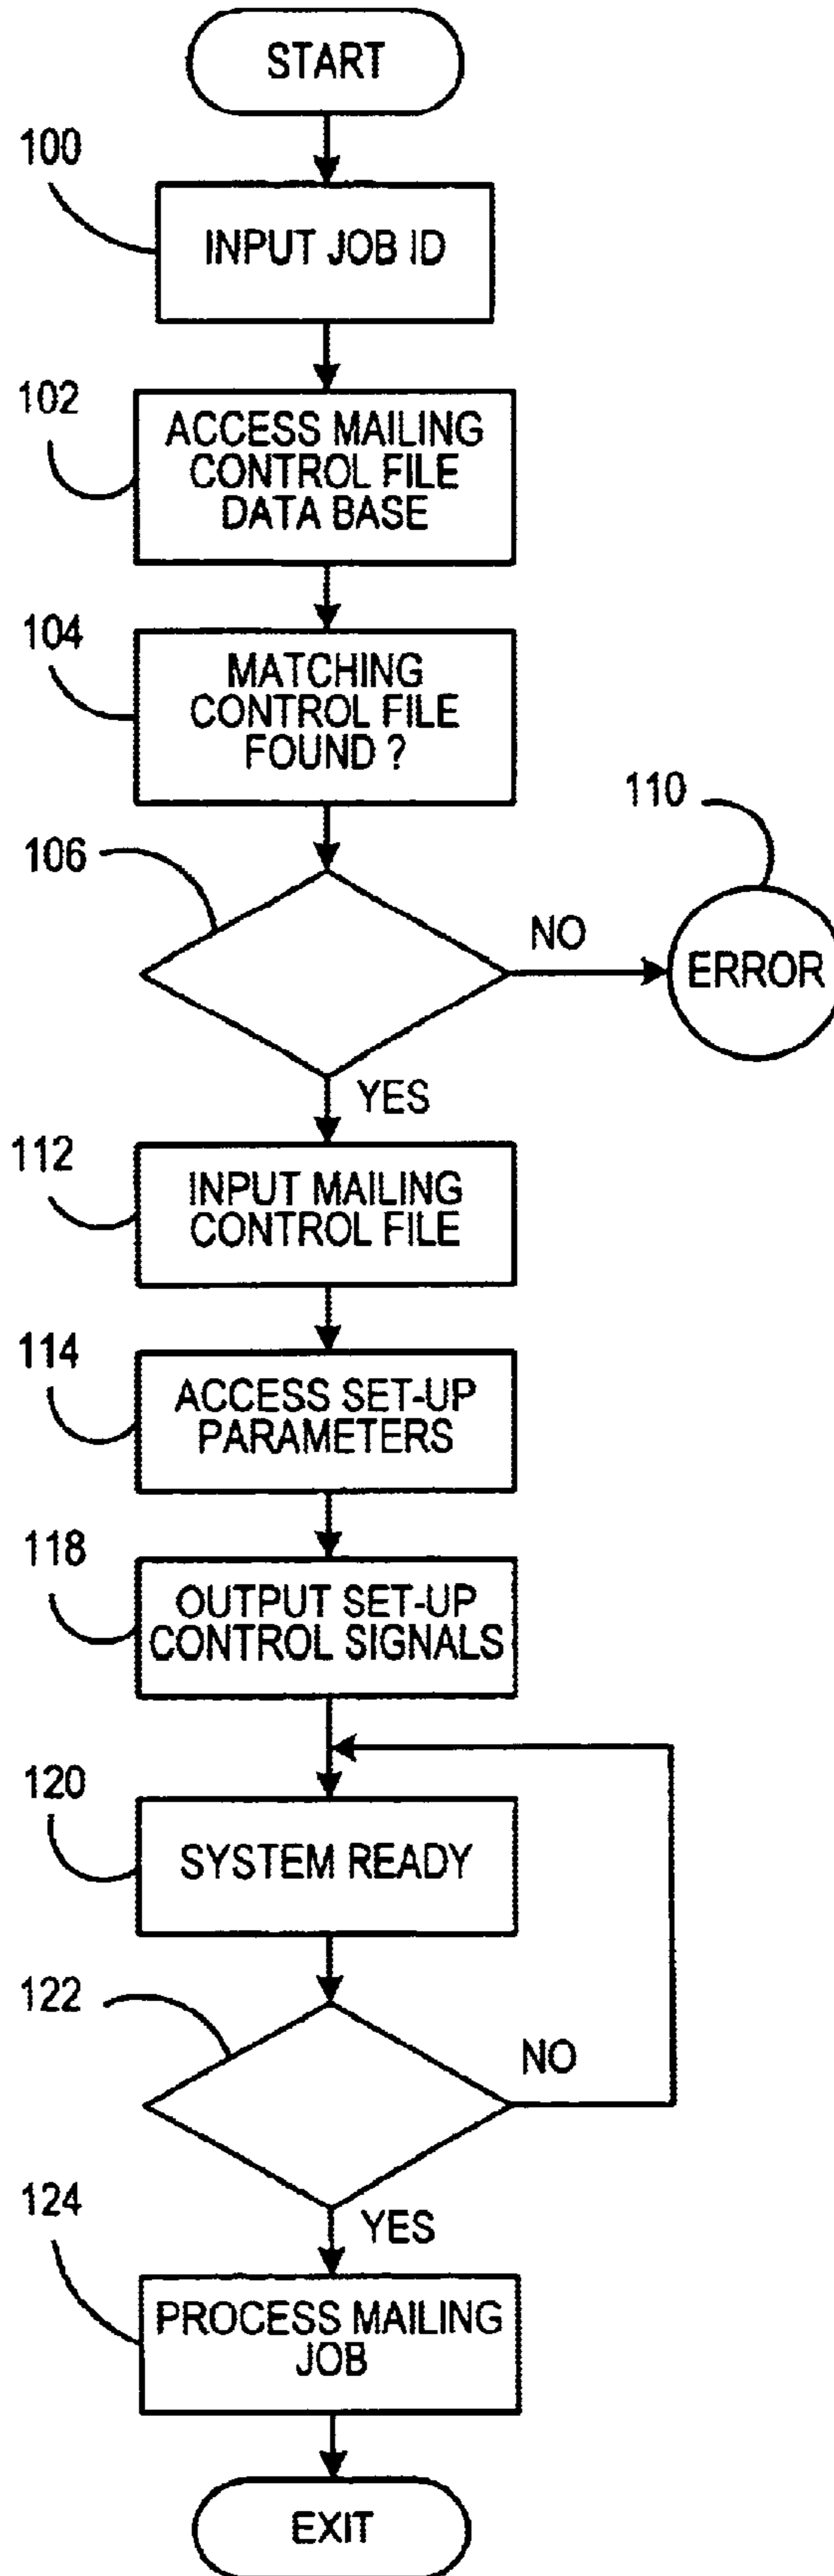 START
100
INPUT JOB ID
102
ACCESS MAILING
CONTROL FILE
DATA BASE
104
MATCHING
CONTROL FILE
FOUND ?
110
106
NO
ERROR
YES
112
INPUT MAILING
CONTROL FILE
114
ACCESS SET-UP
PARAMETERS
118
OUTPUT SET-UP
CONTROL SIGNALS
120
SYSTEM READY
122
NO
YES
124
PROCESS MAILING
JOB
EXIT